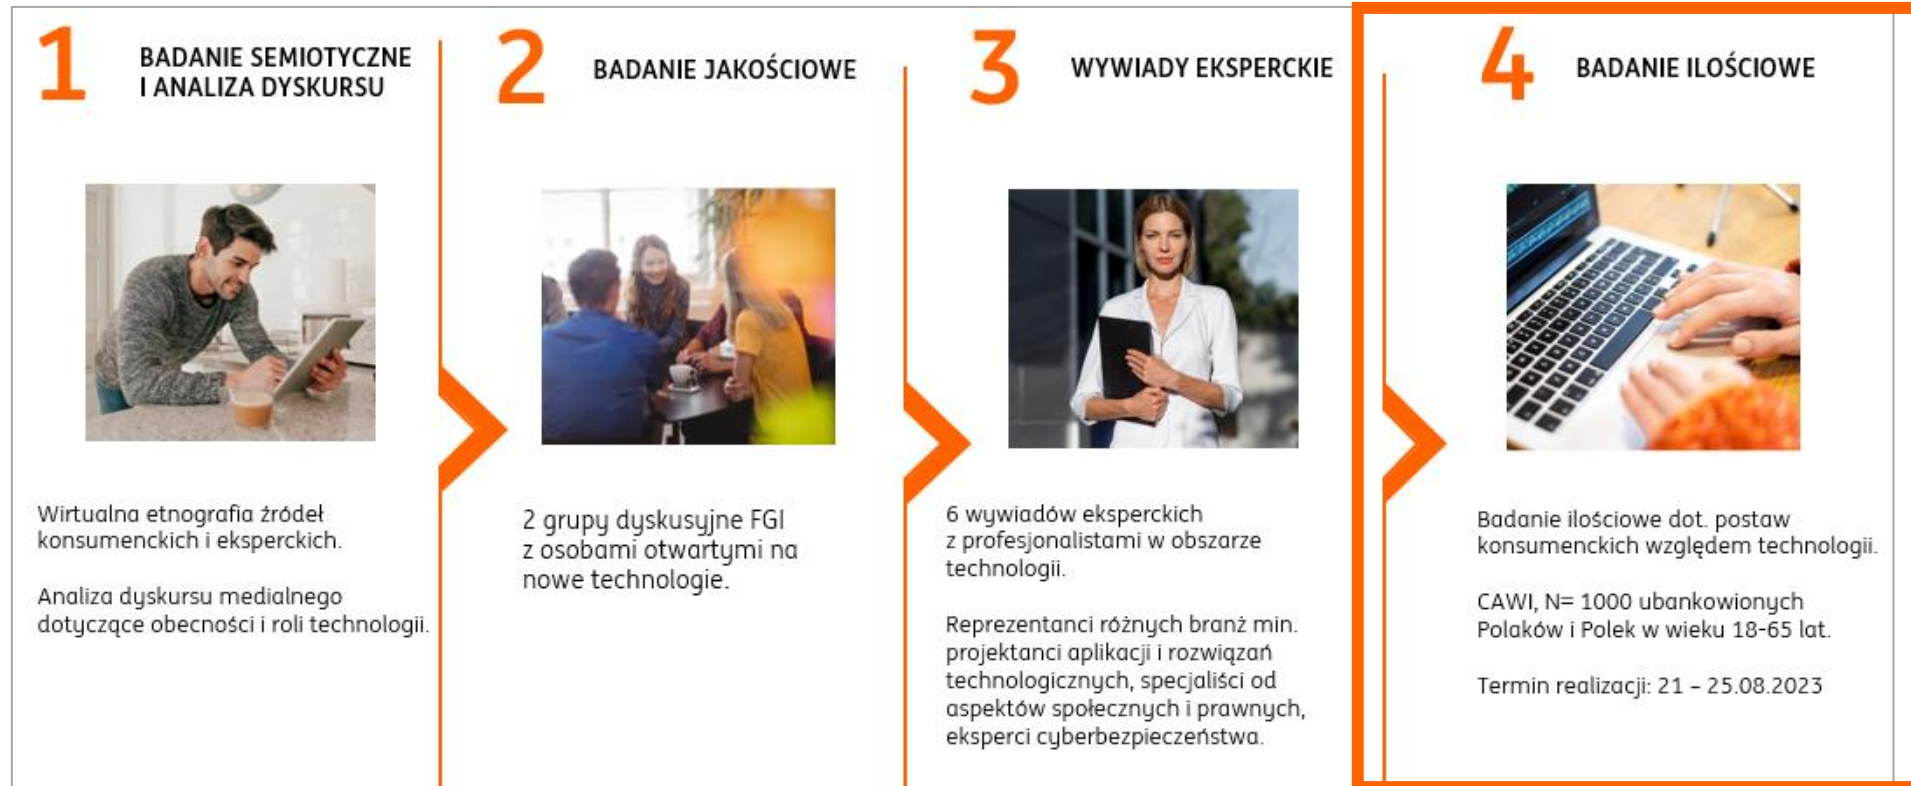 1
BADANIE SEMIOTYCZNE
I ANALIZA DYSKURSU
Wirtualna etnografia źródeł
konsumenckich i eksperckich.
Analiza dyskursu medialnego
dotyczące obecności i roli technologii.
2
BADANIE JAKOŚCIOWE
2 grupy dyskusyjne FGI
z osobami otwartymi na
nowe technologie.
3
WYWIADY EKSPERCKIE
6 wywiadów eksperckich
z profesjonalistami w obszarze
technologii.
Reprezentanci różnych branż min.
projektanci aplikacji i rozwiązań
technologicznych, specjaliści od
aspektów społecznych i prawnych,
eksperci cyberbezpieczeństwa.
4
BADANIE ILOŚCIOWE
Badanie ilościowe dot. postaw
konsumenckich względem technologii.
CAWI, N= 1000 ubankowionych
Polaków i Polek w wieku 18-65 lat.
Termin realizacji: 21 – 25.08.2023